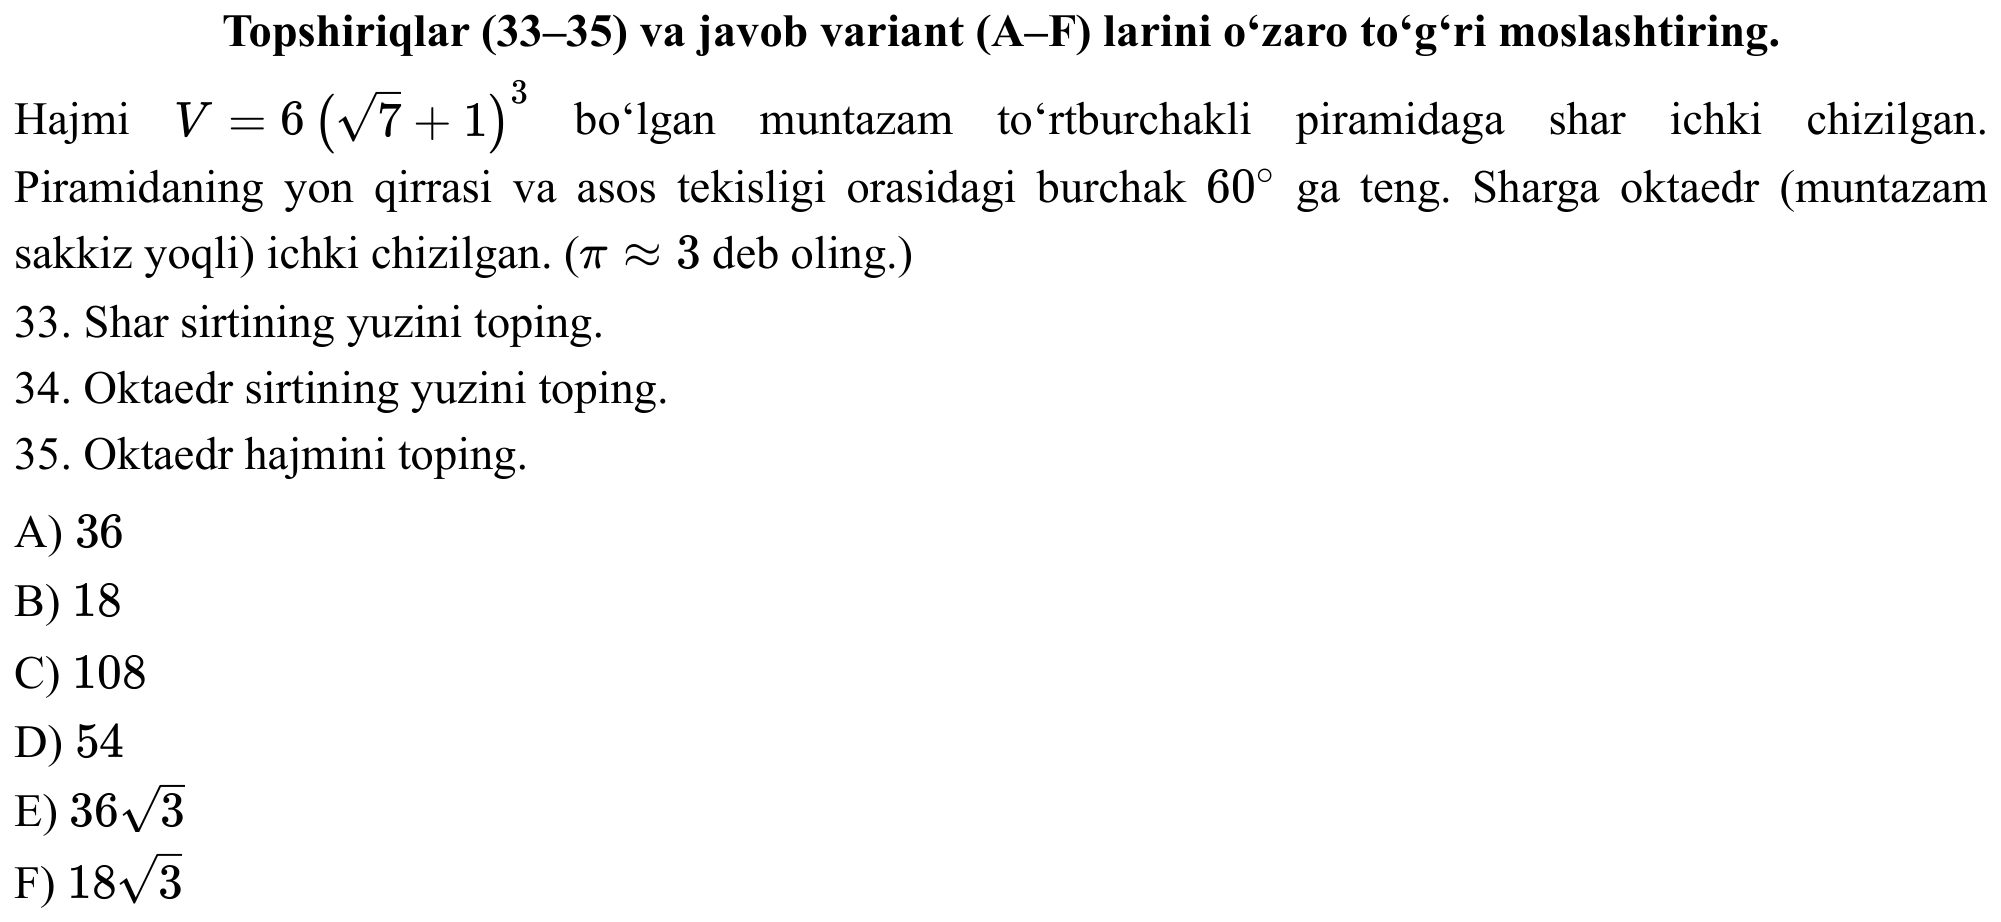 Topshiriqlar (33–35) va javob variant (A–F) larini o‘zaro to‘g‘ri moslashtiring.
Hajmi V = 6 (√7 + 1)³ bo‘lgan muntazam to‘rtburchakli piramidaga shar ichki chizilgan.
Piramidaning yon qirrasi va asos tekisligi orasidagi burchak 60° ga teng. Sharga oktaedr (muntazam
sakkiz yoqli) ichki chizilgan. (π ≈ 3 deb oling.)
33. Shar sirtining yuzini toping.
34. Oktaedr sirtining yuzini toping.
35. Oktaedr hajmini toping.
A) 36
B) 18
C) 108
D) 54
E) 36√3
F) 18√3